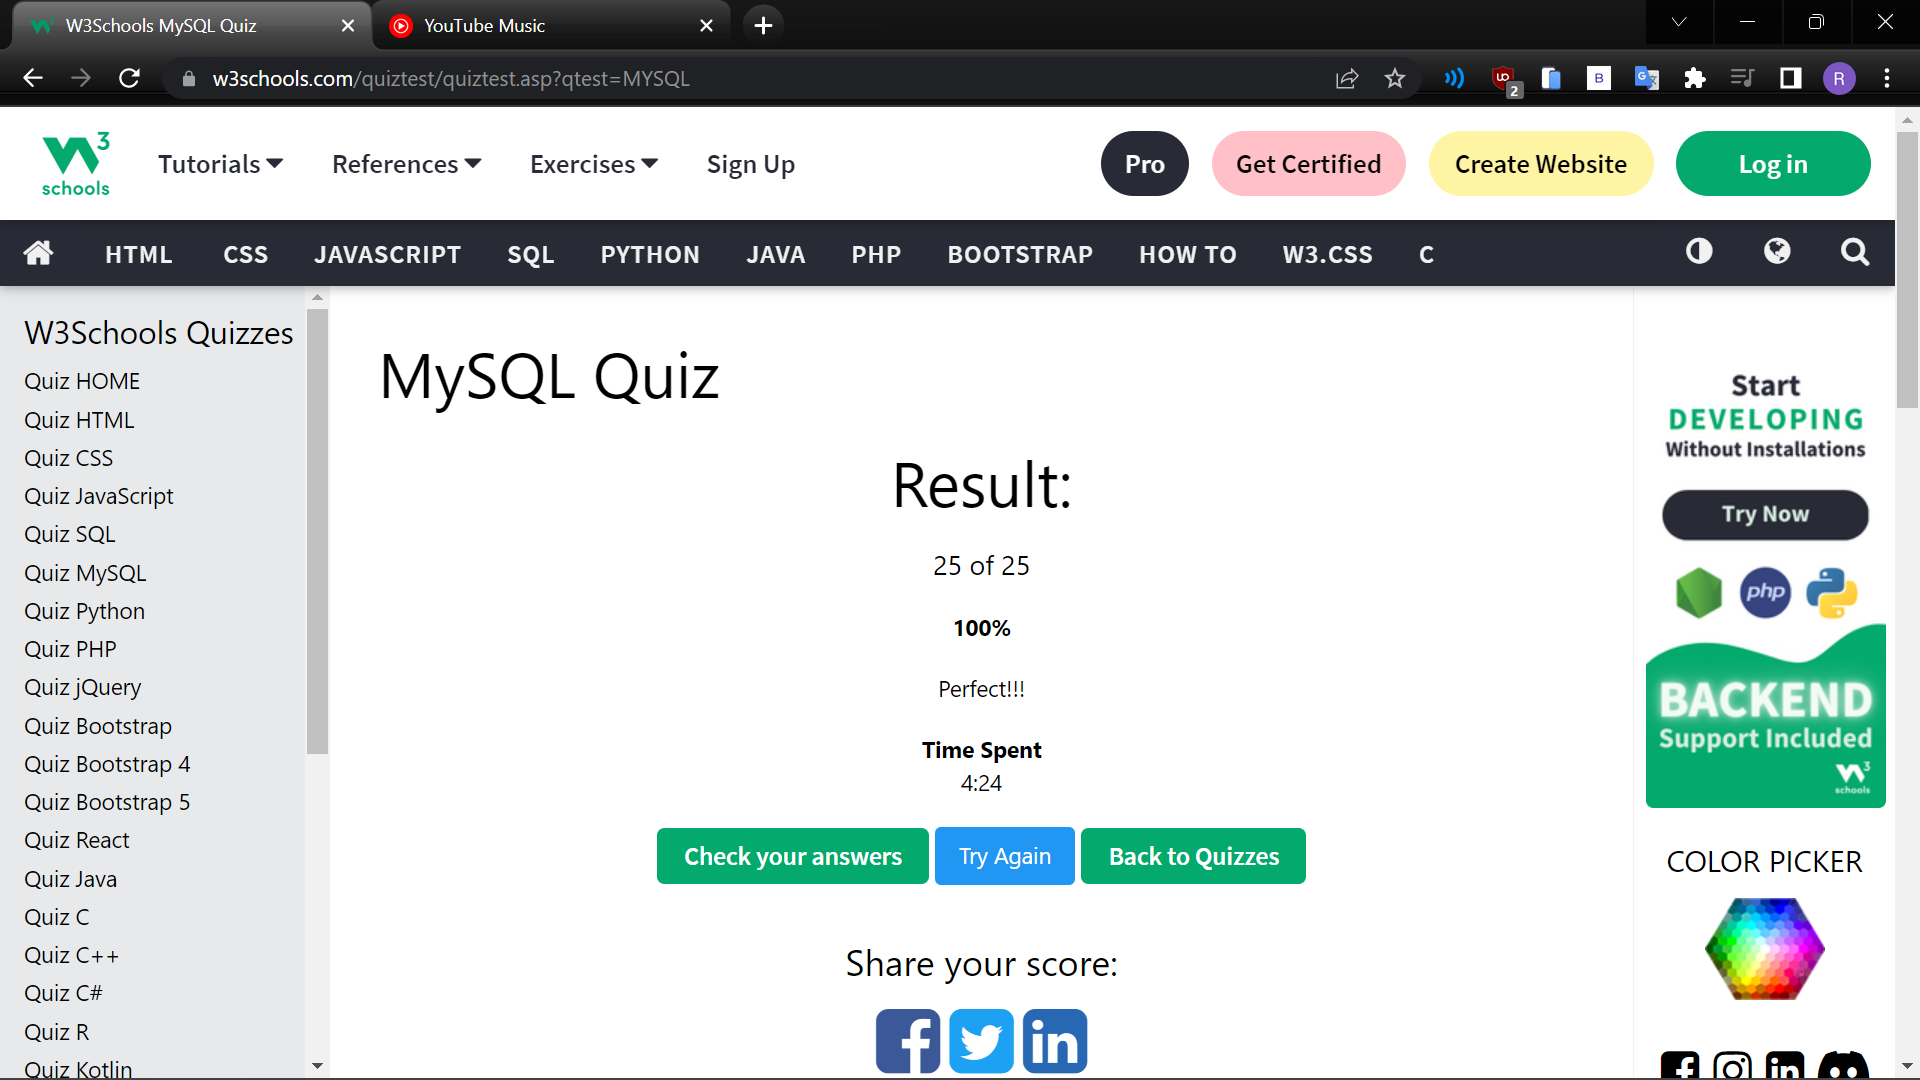 W3Schools MySQL Quiz
YouTube Music
w3schools.com/quiztest/quiztest.asp?qtest=MYSQL
2
B
R
3
schools
Tutorials
References
Exercises
Sign Up
Pro
Get Certified
Create Website
Log in
HTML
CSS
JAVASCRIPT
SQL
PYTHON
JAVA
PHP
BOOTSTRAP
HOW TO
W3.CSS
C
W3Schools Quizzes
Quiz HOME
Quiz HTML
Quiz CSS
Quiz JavaScript
Quiz SQL
Quiz MySQL
Quiz Python
Quiz PHP
Quiz jQuery
Quiz Bootstrap
Quiz Bootstrap 4
Quiz Bootstrap 5
Quiz React
Quiz Java
Quiz C
Quiz C++
Quiz C#
Quiz R
Quiz Kotlin
MySQL Quiz
Result:
25 of 25
100%
Perfect!!!
Time Spent
4:24
Check your answers
Try Again
Back to Quizzes
Share your score:
Start
DEVELOPING
Without Installations
Try Now
php
BACKEND
Support Included
3
schools
COLOR PICKER